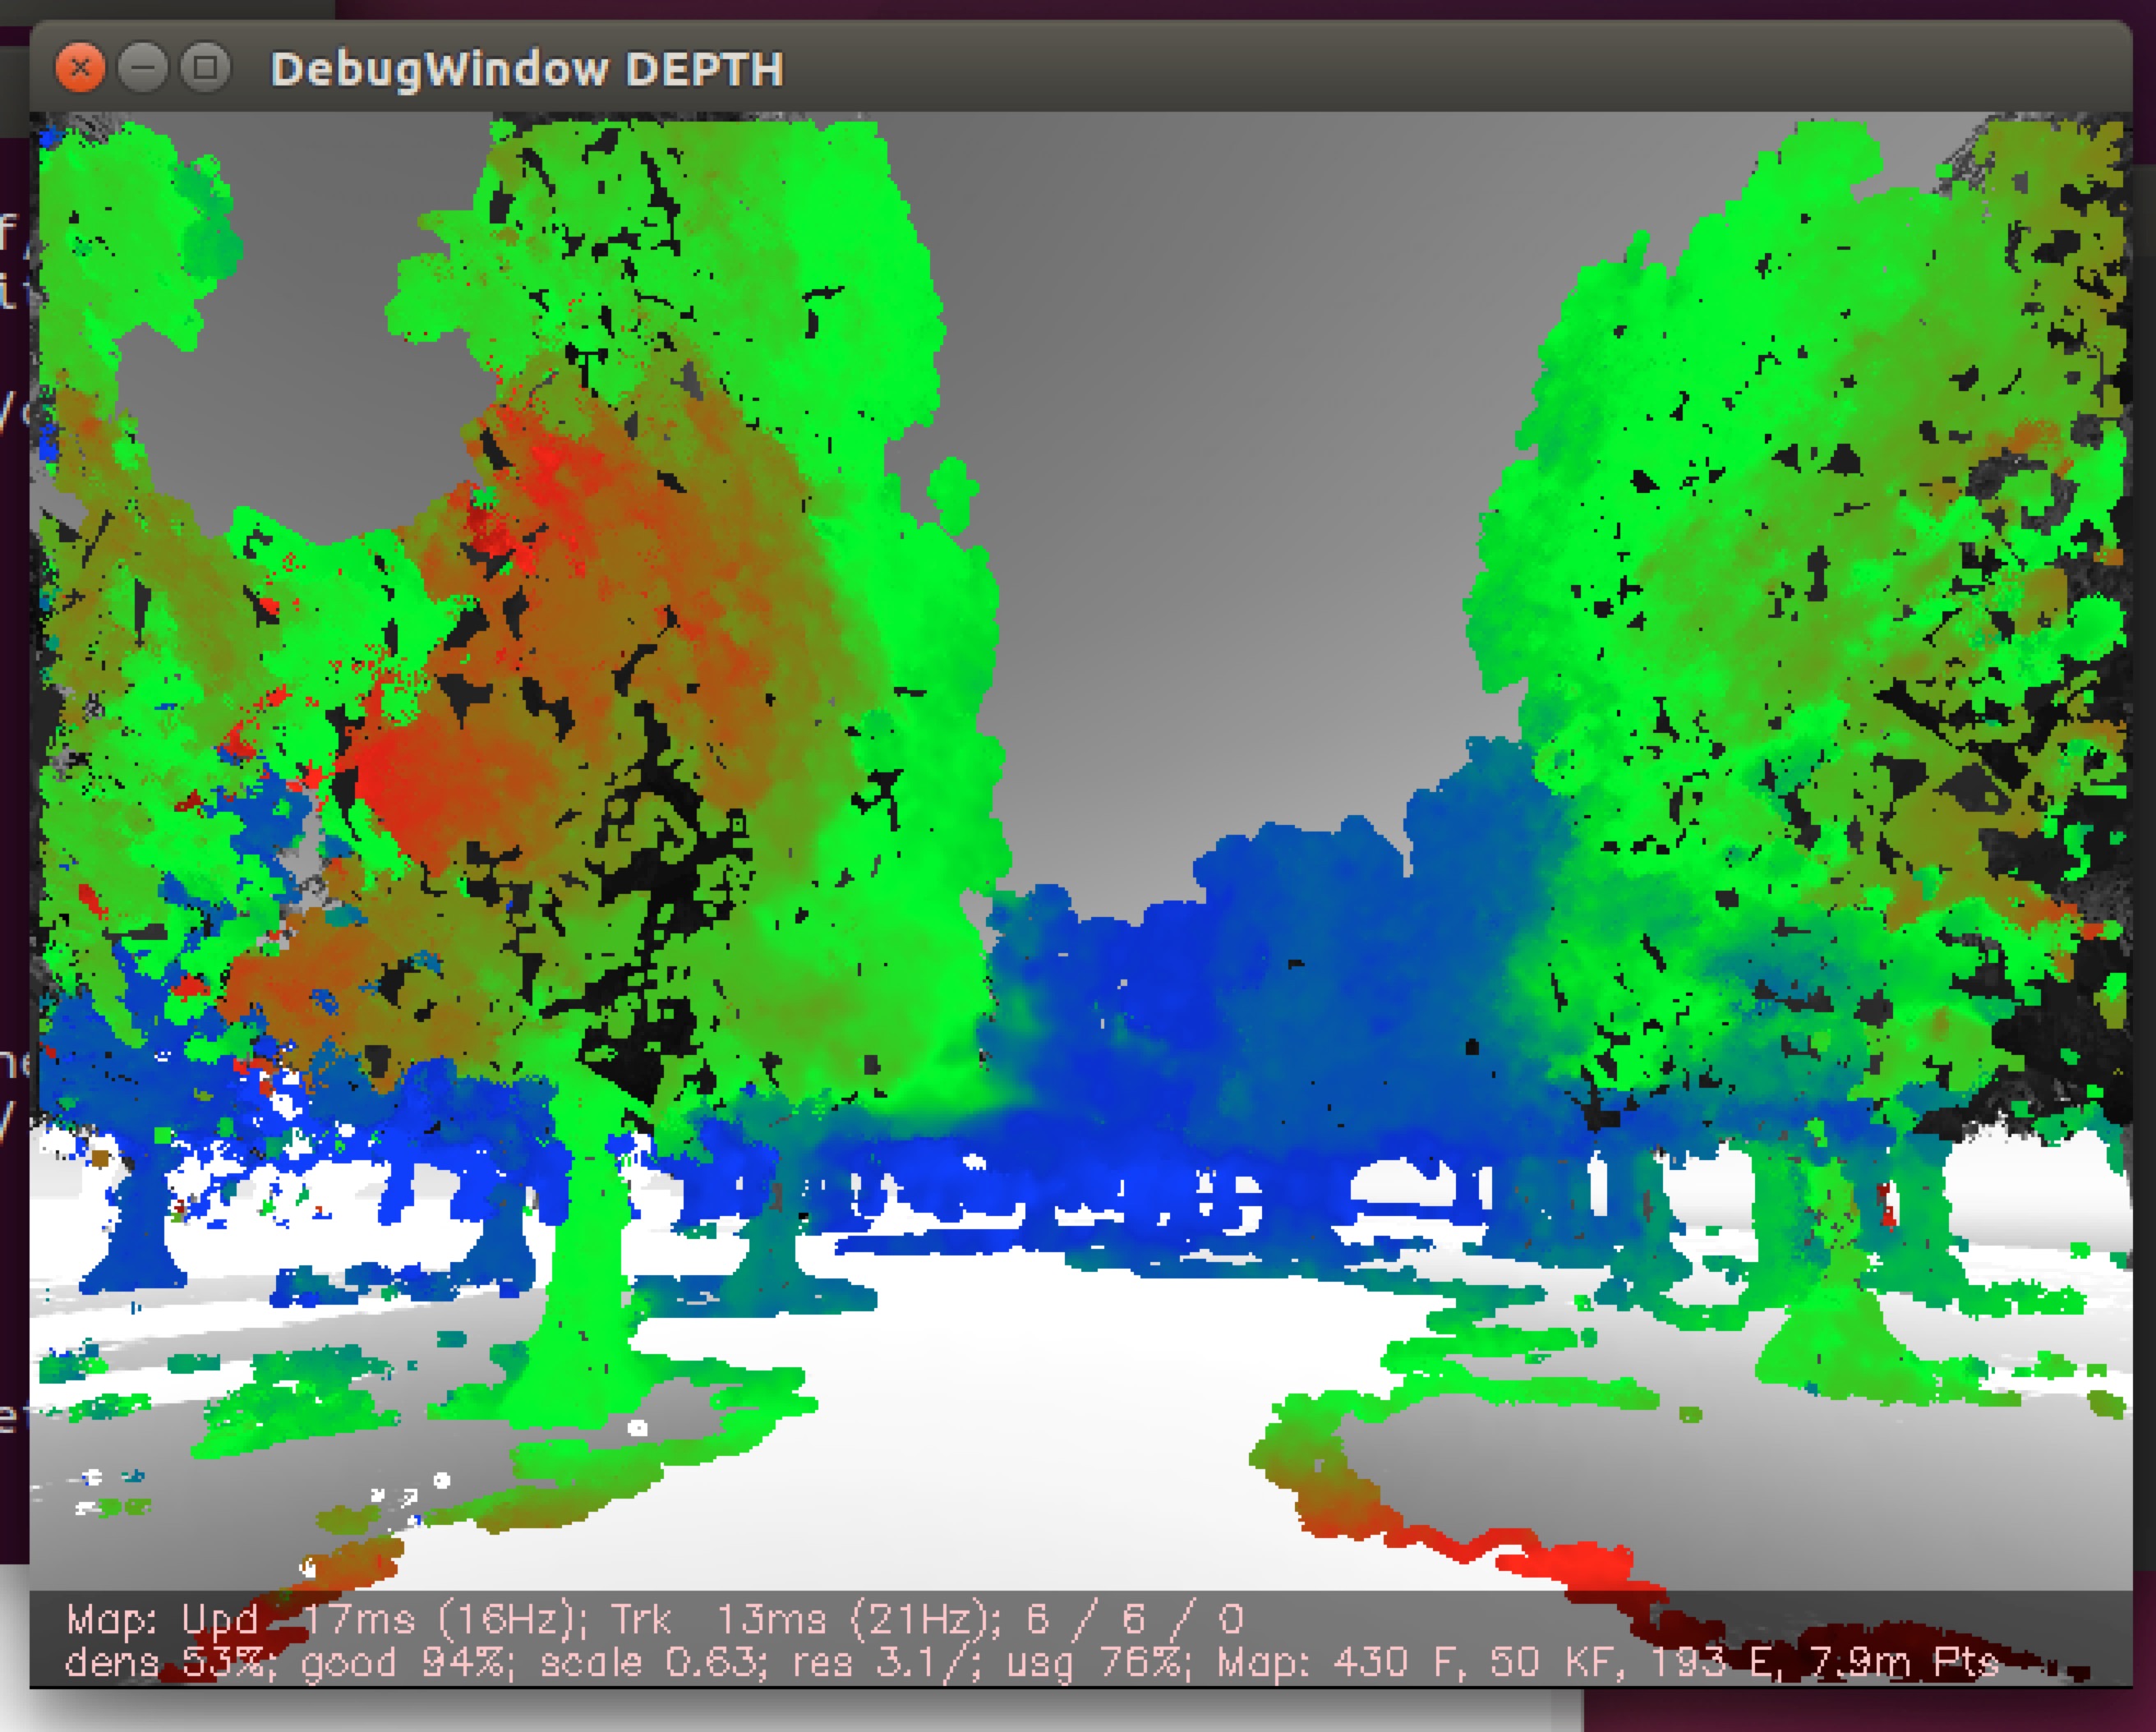 DebugWindow DEPTH
Map: Upd 17ms (16Hz); Trk 13ms (21Hz); 6 / 6 / 0
dens 53%; good 94%; scale 0.63; res 3.1/; usg 76%; Map: 430 F, 50 KF, 193 E, 7.9m Pts